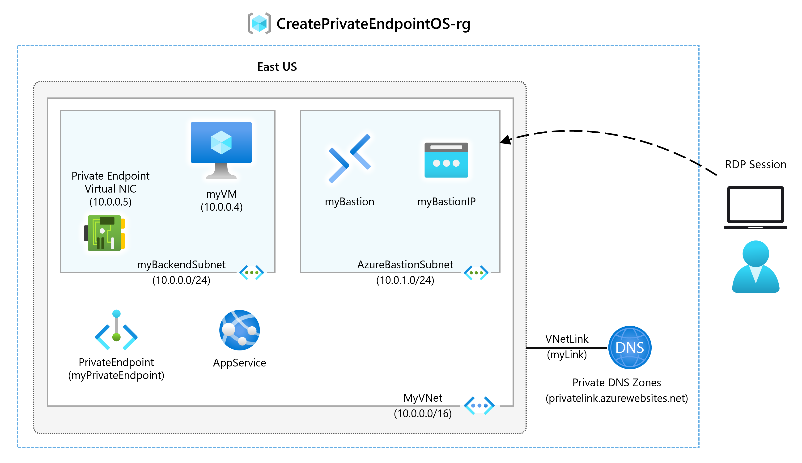 CreatePrivateEndpointOS-rg
East US
Private Endpoint
Virtual NIC
(10.0.0.5)
myVM
(10.0.0.4)
myBackendSubnet
(10.0.0.0/24)
myBastion
myBastionIP
AzureBastionSubnet
(10.0.1.0/24)
RDP Session
PrivateEndpoint
(myPrivateEndpoint)
AppService
MyVNet
(10.0.0.0/16)
VNetLink
(myLink)
DNS
Private DNS Zones
(privatelink.azurewebsites.net)